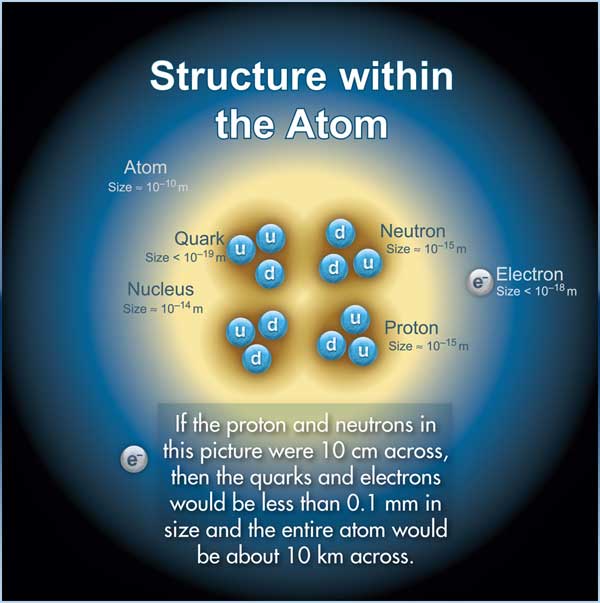 Structure within
the Atom
Atom
Size ≈ 10⁻¹⁰ m
Quark
Size < 10⁻¹⁹ m
u
u
d
d
d
u
Neutron
Size ≈ 10⁻¹⁵ m
Nucleus
Size ≈ 10⁻¹⁴ m
e⁻
Electron
Size < 10⁻¹⁸ m
u
d
d
u
d
u
Proton
Size ≈ 10⁻¹⁵ m
e⁻
If the proton and neutrons in
this picture were 10 cm across,
then the quarks and electrons
would be less than 0.1 mm in
size and the entire atom would
be about 10 km across.